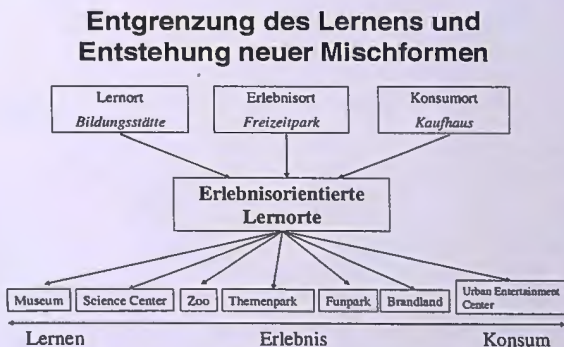 Entgrenzung des Lernens und
Entstehung neuer Mischformen
Lernort
Bildungsstätte
Erlebnisort
Freizeitpark
Konsumort
Kaufhaus
Erlebnisorientierte
Lernorte
Museum
Science Center
Zoo
Themenpark
Funpark
Brandland
Urban Entertainment
Center
Lernen
Erlebnis
Konsum